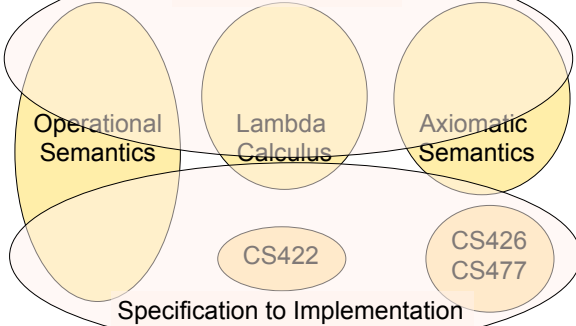 Operational
Semantics
Lambda
Calculus
Axiomatic
Semantics
CS422
CS426
CS477
Specification to Implementation